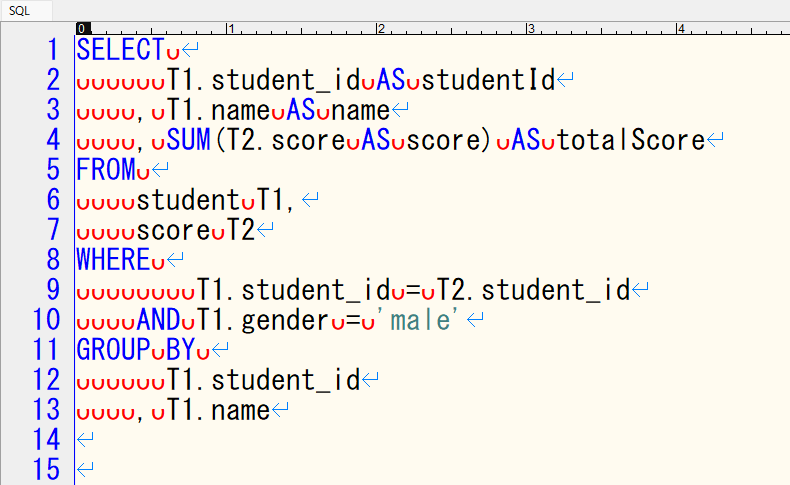 SQL
0 1 2 3 4
1 SELECT
2       T1.student_id AS studentId
3     , T1.name AS name
4     , SUM(T2.score AS score) AS totalScore
5 FROM
6     student T1,
7     score T2
8 WHERE
9         T1.student_id = T2.student_id
10     AND T1.gender = 'male'
11 GROUP BY
12       T1.student_id
13     , T1.name
14
15